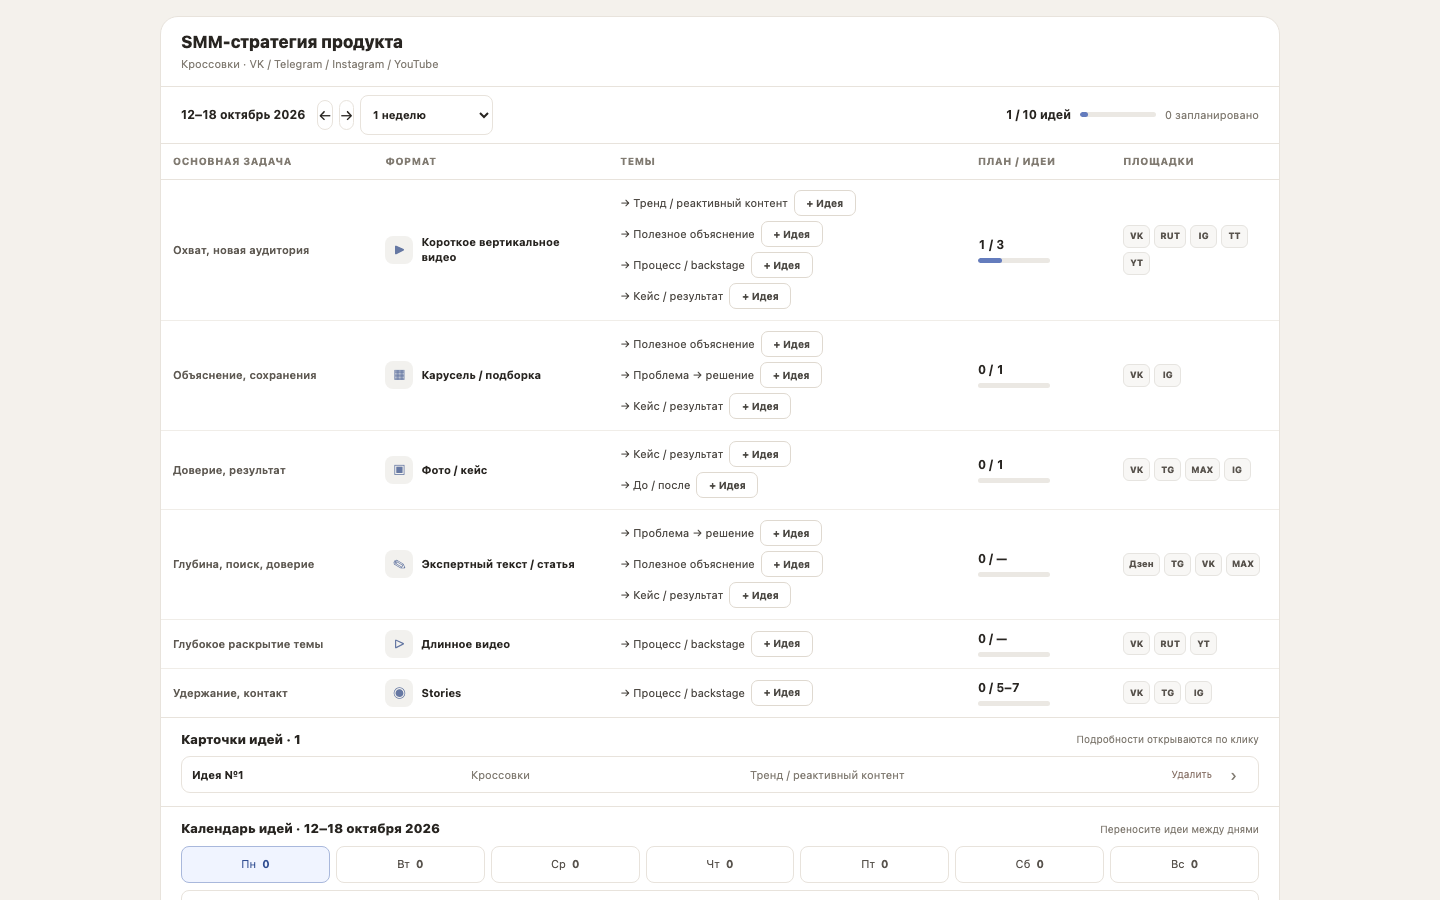 SMM-стратегия продукта
Кроссовки · VK / Telegram / Instagram / YouTube
12–18 октябрь 2026 ← → 1 неделю 1 / 10 идей 0 запланировано
ОСНОВНАЯ ЗАДАЧА ФОРМАТ ТЕМЫ ПЛАН / ИДЕИ ПЛОЩАДКИ
Охват, новая аудитория
Короткое вертикальное
видео
→ Тренд / реактивный контент + Идея
→ Полезное объяснение + Идея
→ Процесс / backstage + Идея
→ Кейс / результат + Идея
1 / 3
VK RUT IG TT
YT
Объяснение, сохранения
Карусель / подборка
→ Полезное объяснение + Идея
→ Проблема → решение + Идея
→ Кейс / результат + Идея
0 / 1
VK IG
Доверие, результат
Фото / кейс
→ Кейс / результат + Идея
→ До / после + Идея
0 / 1
VK TG MAX IG
Глубина, поиск, доверие
Экспертный текст / статья
→ Проблема → решение + Идея
→ Полезное объяснение + Идея
→ Кейс / результат + Идея
0 / —
Дзен TG VK MAX
Глубокое раскрытие темы
Длинное видео
→ Процесс / backstage + Идея
0 / —
VK RUT YT
Удержание, контакт
Stories
→ Процесс / backstage + Идея
0 / 5–7
VK TG IG
Карточки идей · 1 Подробности открываются по клику
Идея №1 Кроссовки Тренд / реактивный контент Удалить ›
Календарь идей · 12–18 октября 2026 Переносите идеи между днями
Пн 0 Вт 0 Ср 0 Чт 0 Пт 0 Сб 0 Вс 0